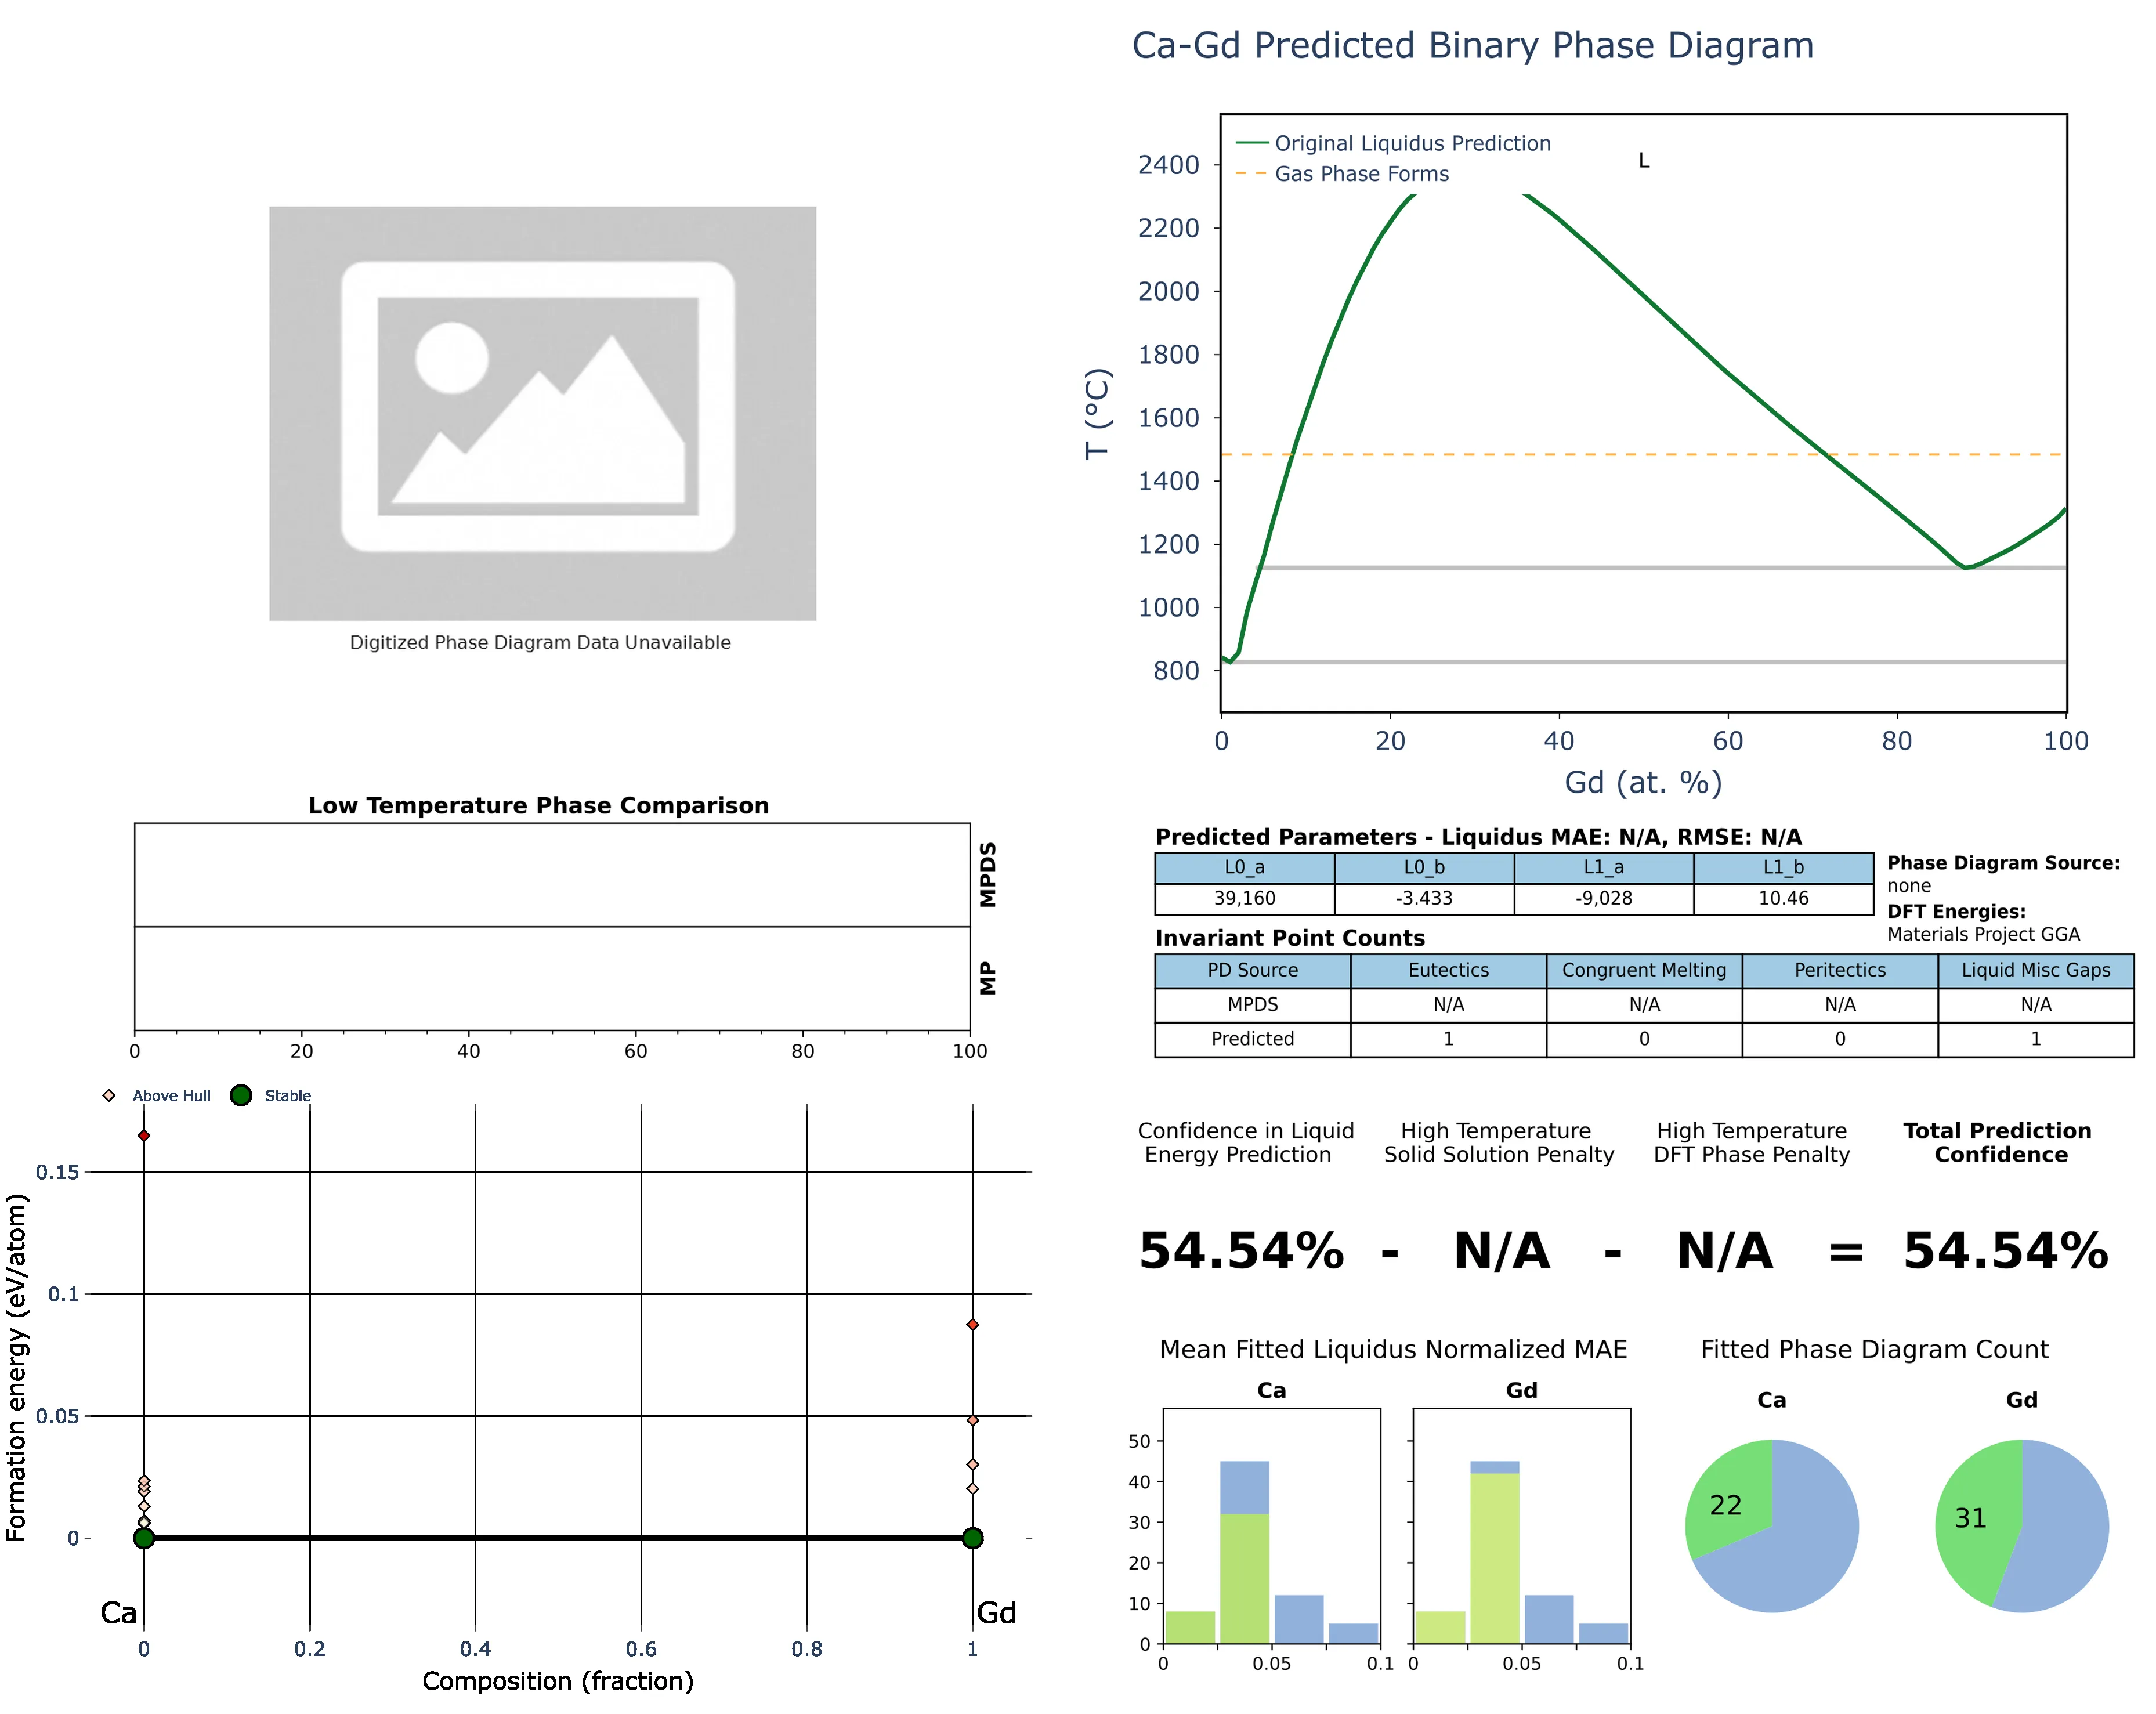 Ca-Gd Predicted Binary Phase Diagram
Original Liquidus Prediction
Gas Phase Forms
L
2400
2200
2000
1800
1600
1400
1200
1000
800
T (°C)
0 20 40 60 80 100
Gd (at. %)
Digitized Phase Diagram Data Unavailable
Low Temperature Phase Comparison
MPDS
MP
0 20 40 60 80 100
Predicted Parameters - Liquidus MAE: N/A, RMSE: N/A
L0_a L0_b L1_a L1_b
39,160 -3.433 -9,028 10.46
Phase Diagram Source:
none
DFT Energies:
Materials Project GGA
Invariant Point Counts
PD Source Eutectics Congruent Melting Peritectics Liquid Misc Gaps
MPDS N/A N/A N/A N/A
Predicted 1 0 0 1
Above Hull Stable
0.15
0.1
0.05
0
Formation energy (eV/atom)
Ca Gd
0 0.2 0.4 0.6 0.8 1
Composition (fraction)
Confidence in Liquid
Energy Prediction
High Temperature
Solid Solution Penalty
High Temperature
DFT Phase Penalty
Total Prediction
Confidence
54.54% - N/A - N/A = 54.54%
Mean Fitted Liquidus Normalized MAE
Ca Gd
50
40
30
20
10
0
0 0.05 0.1 0 0.05 0.1
Fitted Phase Diagram Count
Ca Gd
22 31